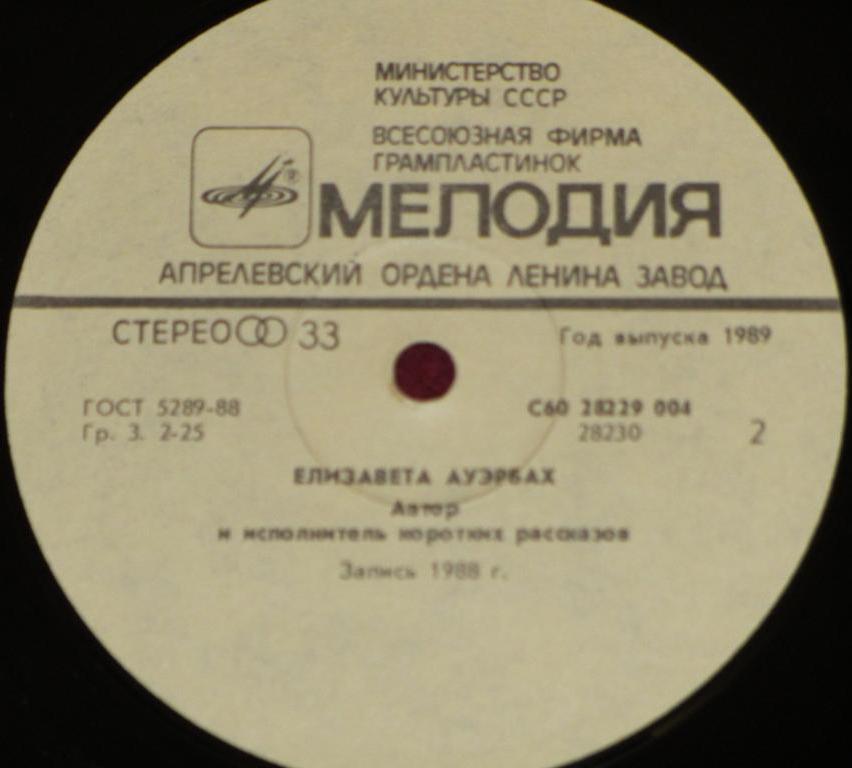 МИНИСТЕРСТВО
КУЛЬТУРЫ СССР
ВСЕСОЮЗНАЯ ФИРМА
ГРАМПЛАСТИНОК
®
МЕЛОДИЯ
АПРЕЛЕВСКИЙ ОРДЕНА ЛЕНИНА ЗАВОД
СТЕРЕО 33
Год выпуска 1989
ГОСТ 5289-88
Гр. 3. 2-25
С60 28229 004
28230
2
ЕЛИЗАВЕТА АУЭРБАХ
Автор
и исполнитель коротких рассказов
Запись 1988 г.